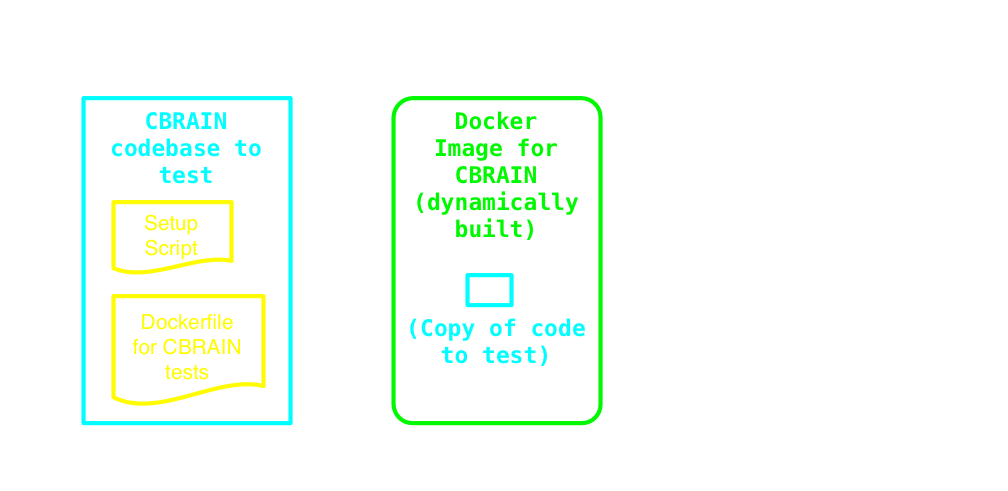 CBRAIN
codebase to
test
Setup
Script
Dockerfile
for CBRAIN
tests
Docker
Image for
CBRAIN
(dynamically
built)
(Copy of code
to test)